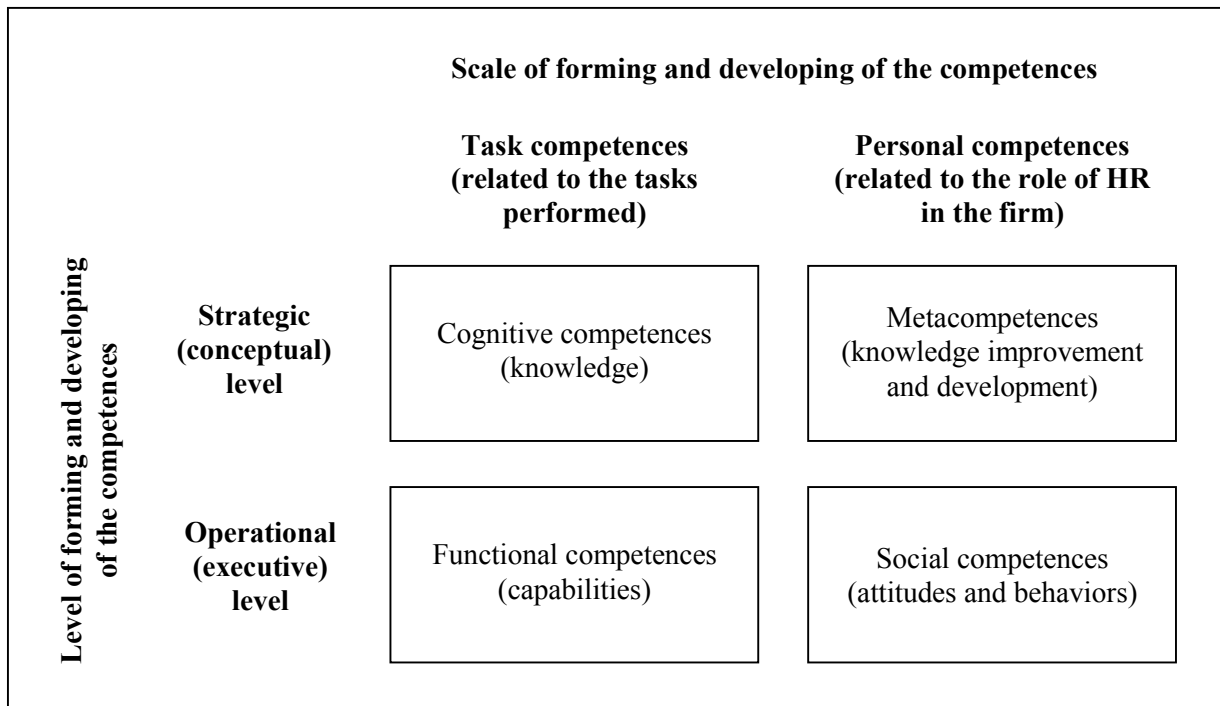 Scale of forming and developing of the competences
Task competences
(related to the tasks
performed)
Personal competences
(related to the role of HR
in the firm)
Level of forming and developing
of the competences
Strategic
(conceptual)
level
Cognitive competences
(knowledge)
Metacompetences
(knowledge improvement
and development)
Operational
(executive)
level
Functional competences
(capabilities)
Social competences
(attitudes and behaviors)